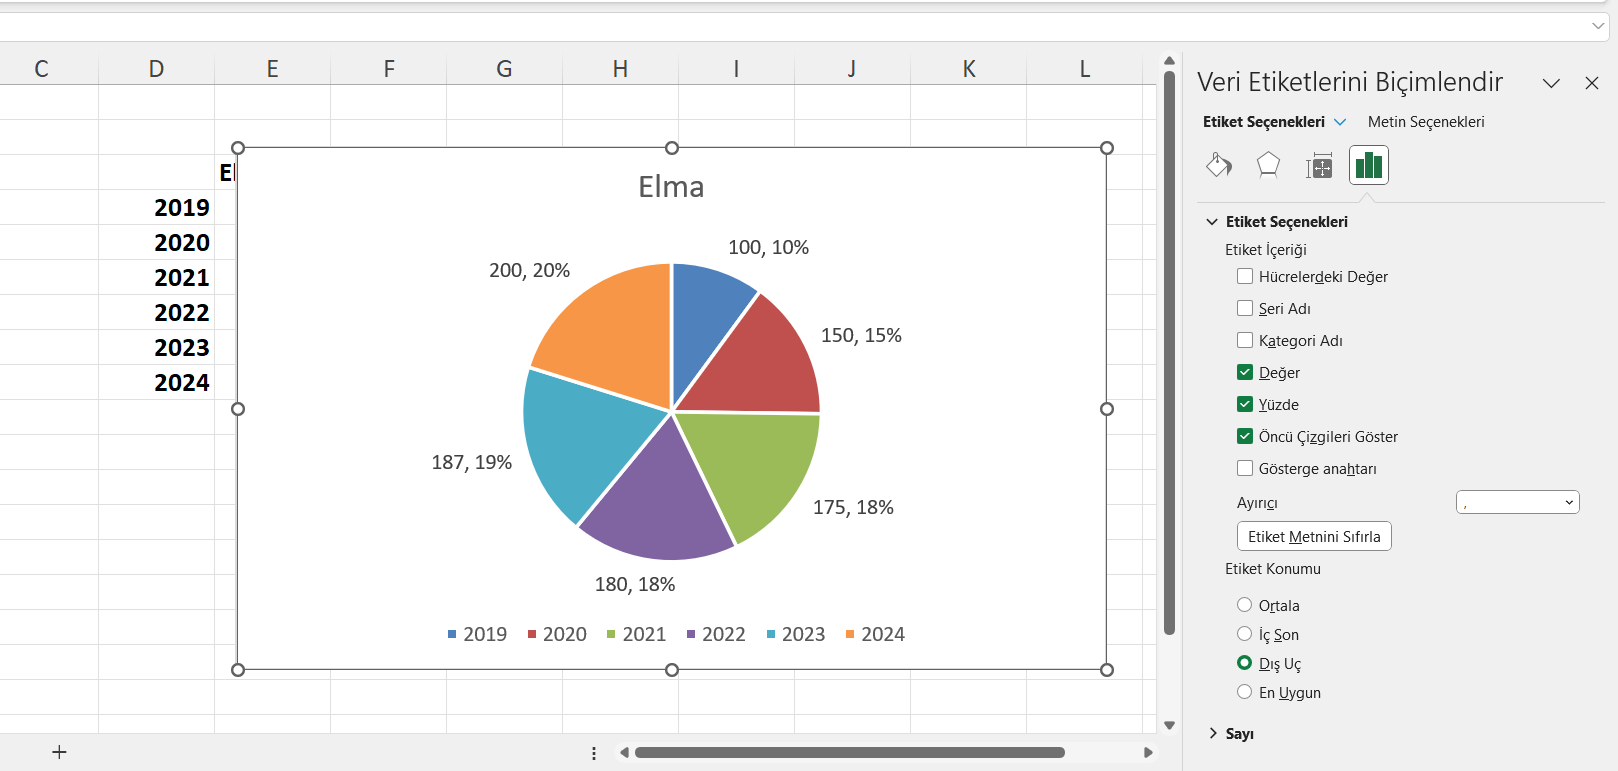 C D E F G H I J K L
El
2019
2020
2021
2022
2023
2024
Elma
100, 10%
200, 20%
150, 15%
187, 19%
175, 18%
180, 18%
2019 2020 2021 2022 2023 2024
Veri Etiketlerini Biçimlendir
Etiket Seçenekleri Metin Seçenekleri
Etiket Seçenekleri
Etiket İçeriği
Hücrelerdeki Değer
Seri Adı
Kategori Adı
Değer
Yüzde
Öncü Çizgileri Göster
Gösterge anahtarı
Ayırıcı ,
Etiket Metnini Sıfırla
Etiket Konumu
Ortala
İç Son
Dış Uç
En Uygun
Sayı